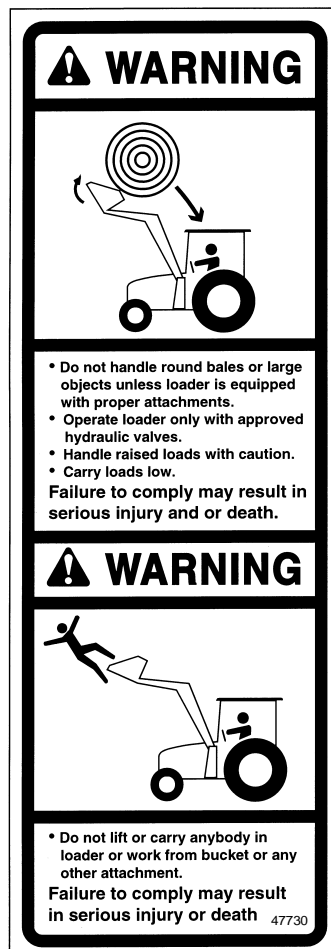 WARNING
• Do not handle round bales or large
objects unless loader is equipped
with proper attachments.
• Operate loader only with approved
hydraulic valves.
• Handle raised loads with caution.
• Carry loads low.
Failure to comply may result in
serious injury and or death.
WARNING
• Do not lift or carry anybody in
loader or work from bucket or any
other attachment.
Failure to comply may result
in serious injury or death 47730